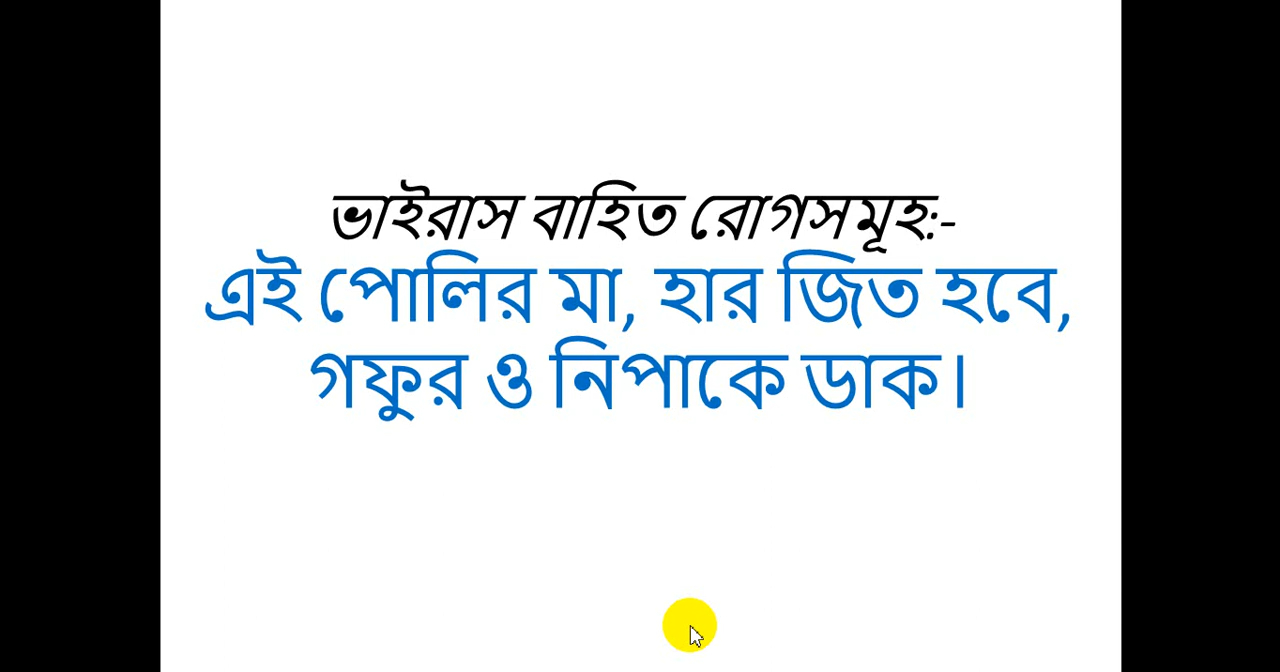 ভাইরাস বাহিত রোগসমূহ:-
এই পোলির মা, হার জিত হবে,
গফুর ও নিপাকে ডাক।